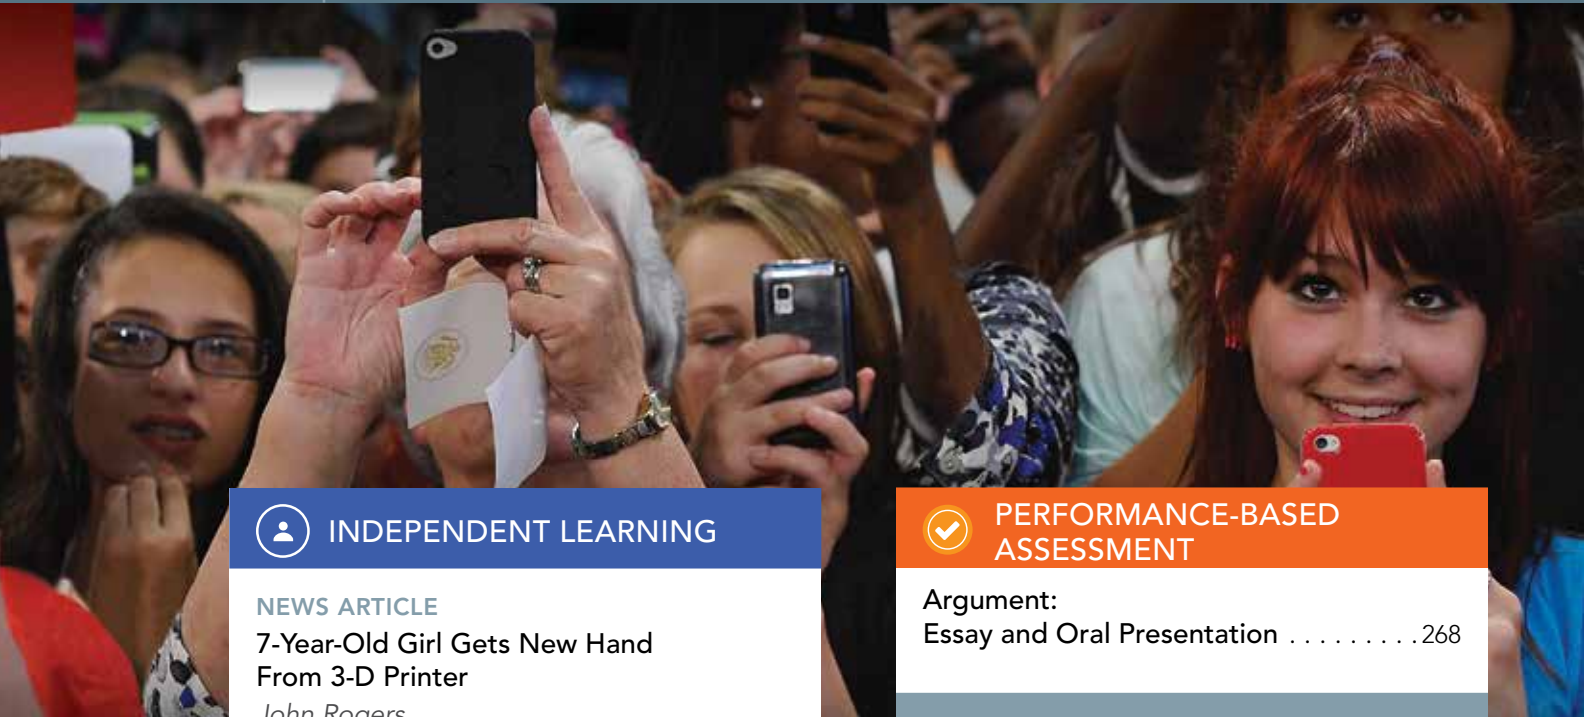 INDEPENDENT LEARNING
NEWS ARTICLE
7-Year-Old Girl Gets New Hand
From 3-D Printer
John Rogers
PERFORMANCE-BASED
ASSESSMENT
Argument:
Essay and Oral Presentation . . . . . . . . . 268